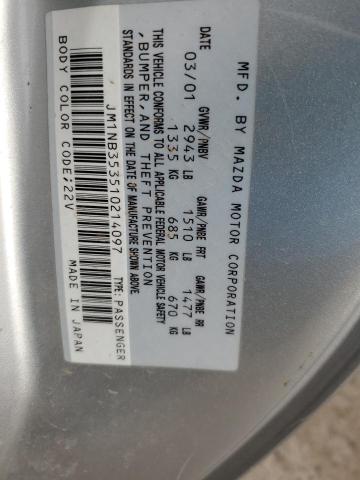 MFD. BY MAZDA MOTOR CORPORATION
DATE GVWR/PNBV GAWR/PNBE FRT GAWR/PNBE RR
03/01 2943 LB 1510 LB 1477 LB
1335 KG 685 KG 670 KG
THIS VEHICLE CONFORMS TO ALL APPLICABLE FEDERAL MOTOR VEHICLE SAFETY
, BUMPER, AND THEFT PREVENTION
STANDARDS IN EFFECT ON THE DATE OF MANUFACTURE SHOWN ABOVE.
JM1NB353510214097 TYPE: PASSENGER
BODY COLOR CODE:22V MADE IN JAPAN